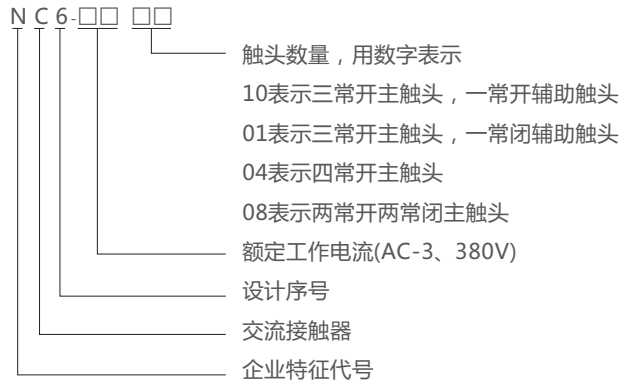 N C 6-□□ □□
触头数量，用数字表示
10表示三常开主触头，一常开辅助触头
01表示三常开主触头，一常闭辅助触头
04表示四常开主触头
08表示两常开两常闭主触头
额定工作电流(AC-3、380V)
设计序号
交流接触器
企业特征代号